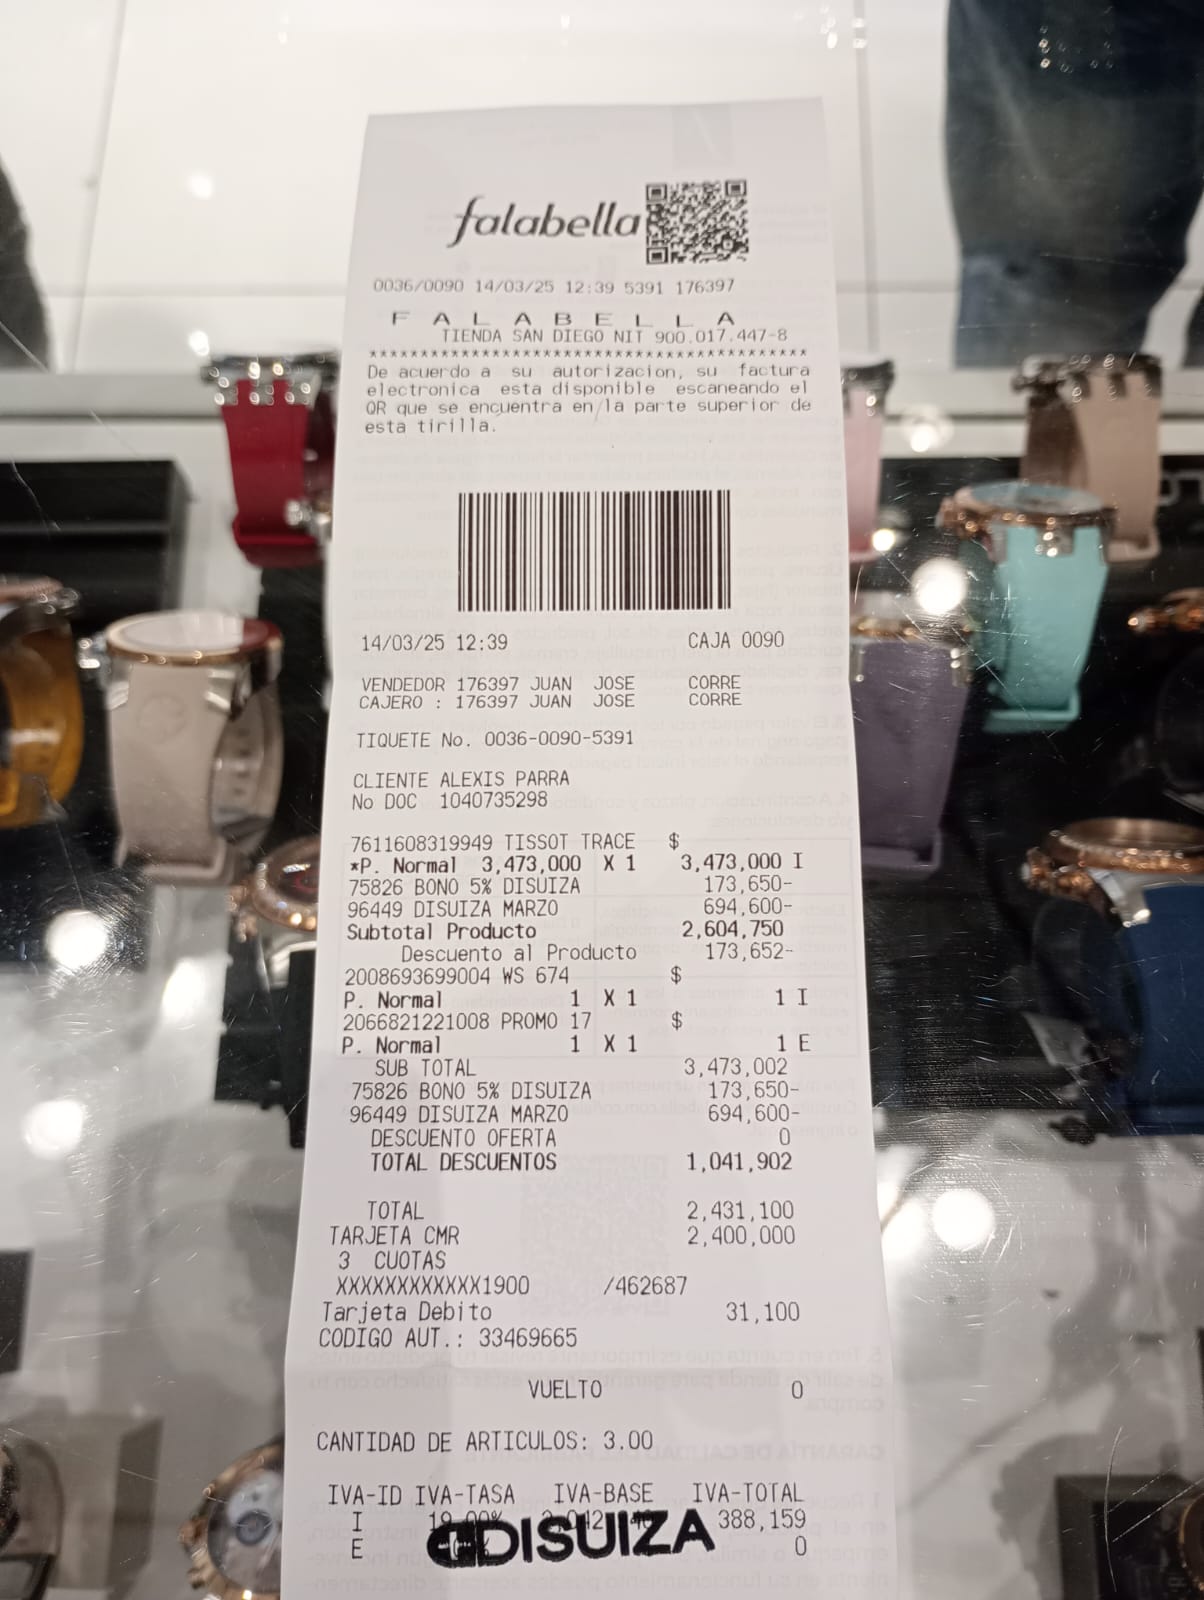 falabella
0036/0090 14/03/25 12:39 5391 176397
F A L A B E L L A
TIENDA SAN DIEGO NIT 900.017.447-8
*****************************************
De acuerdo a su autorizacion, su factura
electronica esta disponible escaneando el
QR que se encuentra en la parte superior de
esta tirilla.
14/03/25 12:39 CAJA 0090
VENDEDOR 176397 JUAN JOSE CORRE
CAJERO : 176397 JUAN JOSE CORRE
TIQUETE No. 0036-0090-5391
CLIENTE ALEXIS PARRA
No DOC 1040735298
7611608319949 TISSOT TRACE $
*P. Normal 3,473,000 X 1 3,473,000 I
75826 BONO 5% DISUIZA 173,650-
96449 DISUIZA MARZO 694,600-
Subtotal Producto 2,604,750
Descuento al Producto 173,652-
2008693699004 WS 674 $
P. Normal 1 X 1 1 I
2066821221008 PROMO 17 $
P. Normal 1 X 1 1 E
SUB TOTAL 3,473,002
75826 BONO 5% DISUIZA 173,650-
96449 DISUIZA MARZO 694,600-
DESCUENTO OFERTA 0
TOTAL DESCUENTOS 1,041,902
TOTAL 2,431,100
TARJETA CMR 2,400,000
3 CUOTAS
XXXXXXXXXXXX1900 /462687
Tarjeta Debito 31,100
CODIGO AUT.: 33469665
VUELTO 0
CANTIDAD DE ARTICULOS: 3.00
IVA-ID IVA-TASA IVA-BASE IVA-TOTAL
I 388,159
E 0
DISUIZA